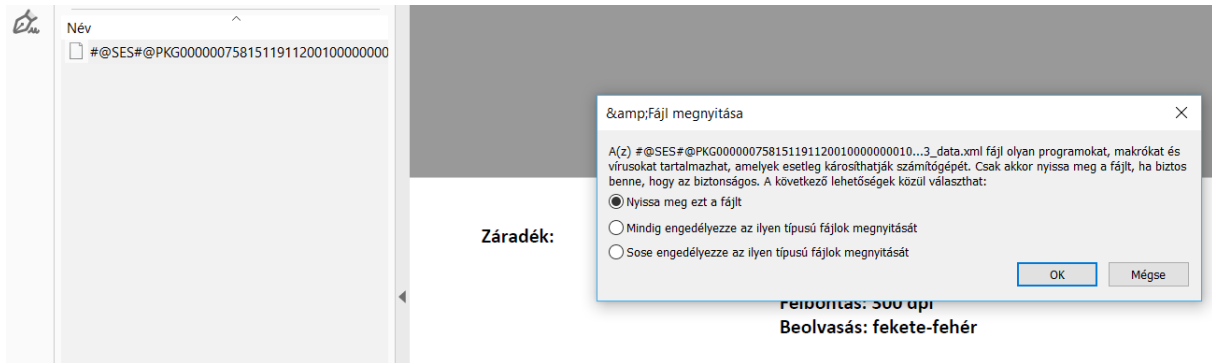 Név
#@SES#@PKG00000075815119112001000000000
&amp;Fájl megnyitása
A(z) #@SES#@PKG0000007581511911200100000000010...3_data.xml fájl olyan programokat, makrókat és
vírusokat tartalmazhat, amelyek esetleg károsíthatják számítógépét. Csak akkor nyissa meg a fájlt, ha biztos
benne, hogy az biztonságos. A következő lehetőségek közül választhat:
Nyissa meg ezt a fájlt
Mindig engedélyezze az ilyen típusú fájlok megnyitását
Sose engedélyezze az ilyen típusú fájlok megnyitását
OK
Mégse
Záradék:
Felbontás: 300 dpi
Beolvasás: fekete-fehér